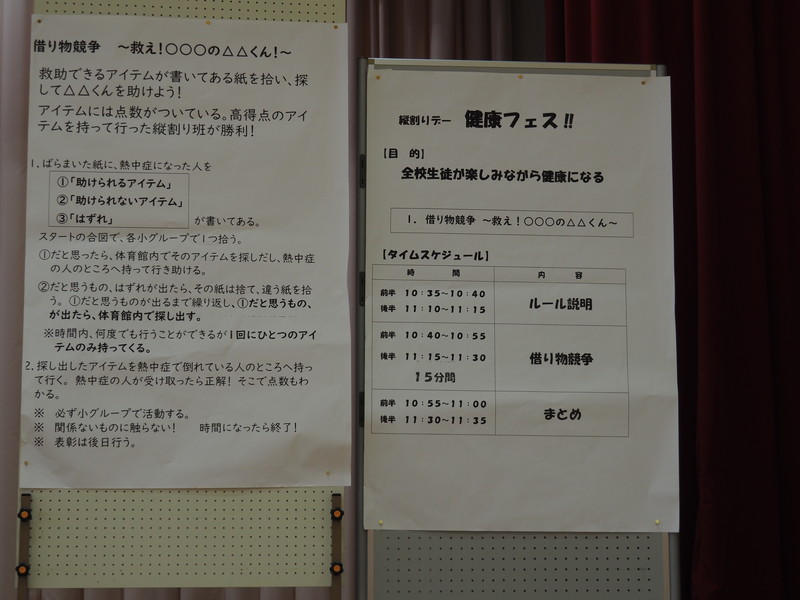 借り物競争　～救え！○○○の△△くん！～
救助できるアイテムが書いてある紙を拾い、探
して△△くんを助けよう！
アイテムには点数がついている。高得点のアイ
テムを持って行った縦割り班が勝利！
1．ばらまいた紙に、熱中症になった人を
①「助けられるアイテム」
②「助けられないアイテム」
③「はずれ」　が書いてある。
スタートの合図で、各小グループで1つ拾う。
①だと思ったら、体育館内でそのアイテムを探しだし、熱中症
の人のところへ持って行き助ける。
②だと思うもの、はずれが出たら、その紙は捨て、違う紙を拾
う。①だと思うものが出るまで繰り返し、①だと思うもの、
が出たら、体育館内で探し出す。
※時間内、何度でも行うことができるが1回にひとつのアイ
テムのみ持ってくる。
2．探し出したアイテムを熱中症で倒れている人のところへ持っ
て行く。熱中症の人が受け取ったら正解！そこで点数もわ
かる。
※　必ず小グループで活動する。
※　関係ないものに触らない！　時間になったら終了！
※　表彰は後日行う。
縦割りデー　健康フェス！！
【目　的】
全校生徒が楽しみながら健康になる
1．借り物競争 ～救え！○○○の△△くん～
【タイムスケジュール】
時　間　内　容
前半　10：35～10：40
後半　11：10～11：15
ルール説明
前半　10：40～10：55
後半　11：15～11：30
15分間
借り物競争
前半　10：55～11：00
後半　11：30～11：35
まとめ